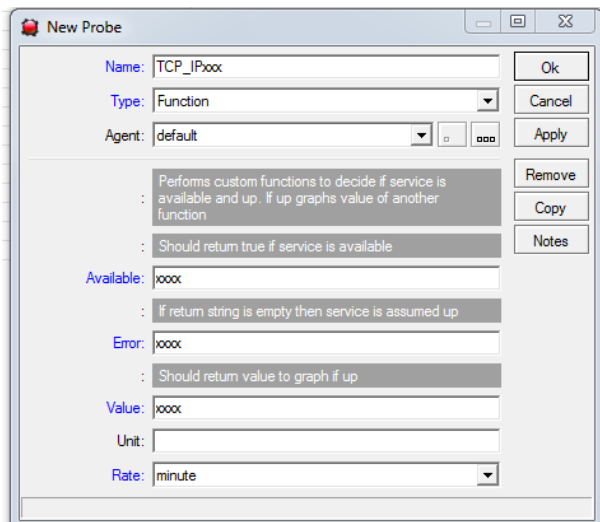 New Probe
Name: TCP_IPxxx
Ok
Type: Function
Cancel
Agent: default
Apply
Performs custom functions to decide if service is
available and up. If up graphs value of another
function
:
Remove
Copy
: Should return true if service is available
Notes
Available: xxxx
: If return string is empty then service is assumed up
Error: xxxx
: Should return value to graph if up
Value: xxxx
Unit:
Rate: minute